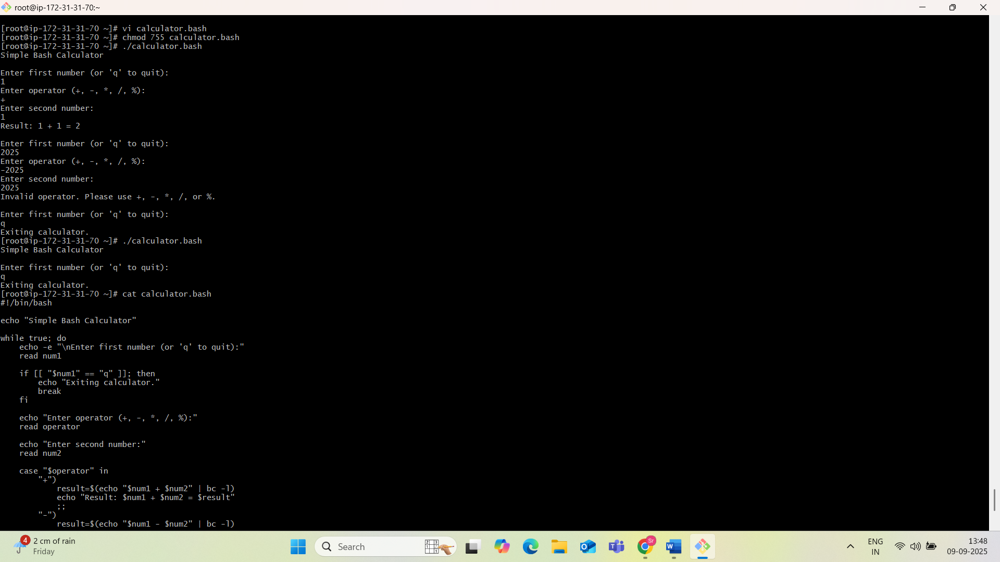 root@ip-172-31-31-70:~
[root@ip-172-31-31-70 ~]# vi calculator.bash
[root@ip-172-31-31-70 ~]# chmod 755 calculator.bash
[root@ip-172-31-31-70 ~]# ./calculator.bash
Simple Bash Calculator

Enter first number (or 'q' to quit):
1
Enter operator (+, -, *, /, %):
+
Enter second number:
1
Result: 1 + 1 = 2

Enter first number (or 'q' to quit):
2025
Enter operator (+, -, *, /, %):
-2025
Enter second number:
2025
Invalid operator. Please use +, -, *, /, or %.

Enter first number (or 'q' to quit):
q
Exiting calculator.
[root@ip-172-31-31-70 ~]# ./calculator.bash
Simple Bash Calculator

Enter first number (or 'q' to quit):
q
Exiting calculator.
[root@ip-172-31-31-70 ~]# cat calculator.bash
#!/bin/bash

echo "Simple Bash Calculator"

while true; do
    echo -e "\nEnter first number (or 'q' to quit):"
    read num1

    if [[ "$num1" == "q" ]]; then
        echo "Exiting calculator."
        break
    fi

    echo "Enter operator (+, -, *, /, %):"
    read operator

    echo "Enter second number:"
    read num2

    case "$operator" in
        "+")
            result=$(echo "$num1 + $num2" | bc -l)
            echo "Result: $num1 + $num2 = $result"
            ;;
        "-")
            result=$(echo "$num1 - $num2" | bc -l)
4
2 cm of rain
Friday
Search
Sr
ENG
IN
13:48
09-09-2025